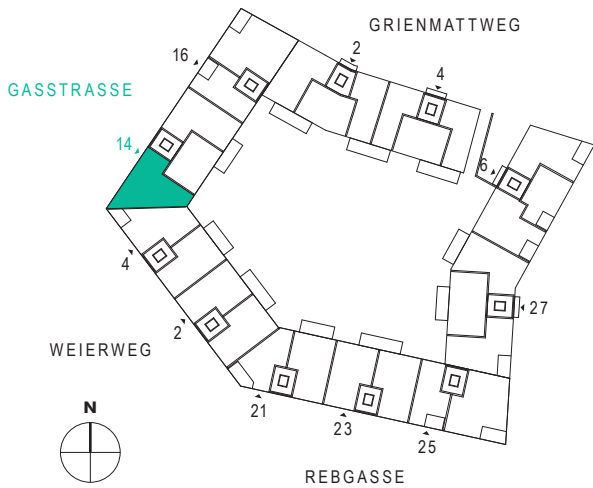 GRIENMATTWEG
16
2
4
GASSTRASSE
14
6
4
27
2
WEIERWEG
21
23
25
N
REBGASSE